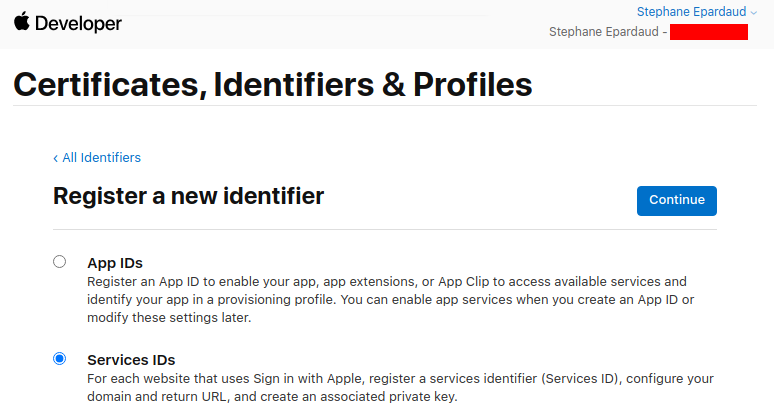 Developer
Stephane Epardaud
Stephane Epardaud -
Certificates, Identifiers & Profiles
‹ All Identifiers
Register a new identifier
Continue
App IDs
Register an App ID to enable your app, app extensions, or App Clip to access available services and
identify your app in a provisioning profile. You can enable app services when you create an App ID or
modify these settings later.
Services IDs
For each website that uses Sign in with Apple, register a services identifier (Services ID), configure your
domain and return URL, and create an associated private key.